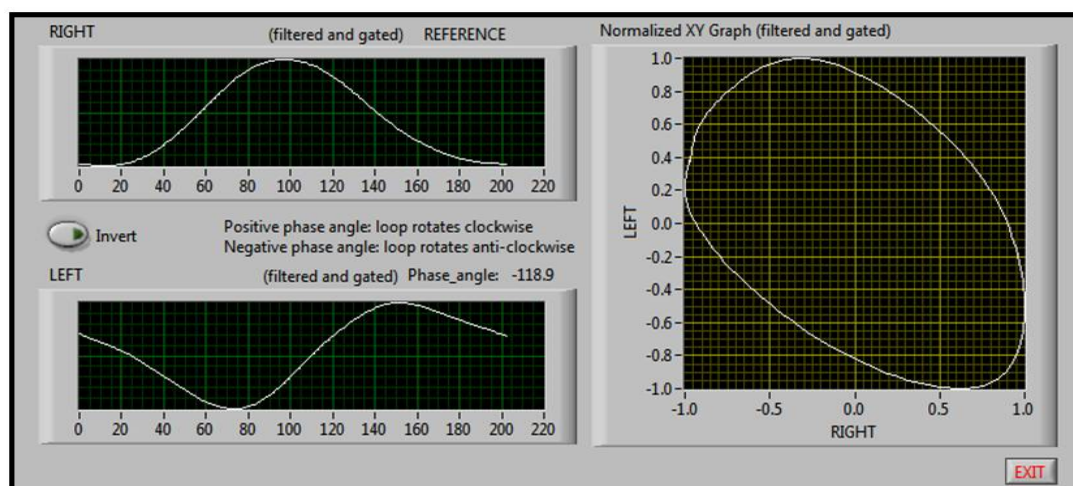 RIGHT (filtered and gated) REFERENCE
0 20 40 60 80 100 120 140 160 180 200 220
Invert
Positive phase angle: loop rotates clockwise
Negative phase angle: loop rotates anti-clockwise
LEFT (filtered and gated) Phase_angle: -118.9
0 20 40 60 80 100 120 140 160 180 200 220
Normalized XY Graph (filtered and gated)
1.0
0.8
0.6
0.4
0.2
0.0
-0.2
-0.4
-0.6
-0.8
-1.0
LEFT
-1.0 -0.5 0.0 0.5 1.0
RIGHT
EXIT